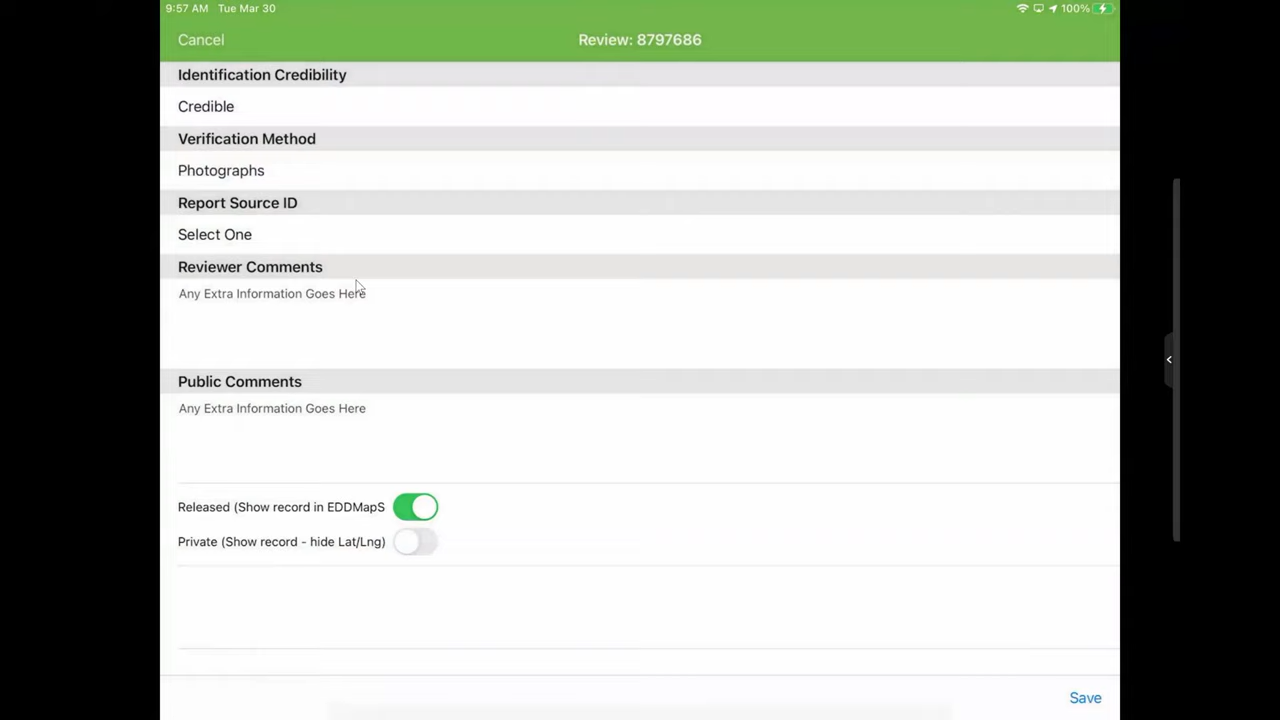 9:57 AM Tue Mar 30
100%
Cancel
Review: 8797686
Identification Credibility
Credible
Verification Method
Photographs
Report Source ID
Select One
Reviewer Comments
Any Extra Information Goes Here
Public Comments
Any Extra Information Goes Here
Released (Show record in EDDMapS
Private (Show record - hide Lat/Lng)
Save